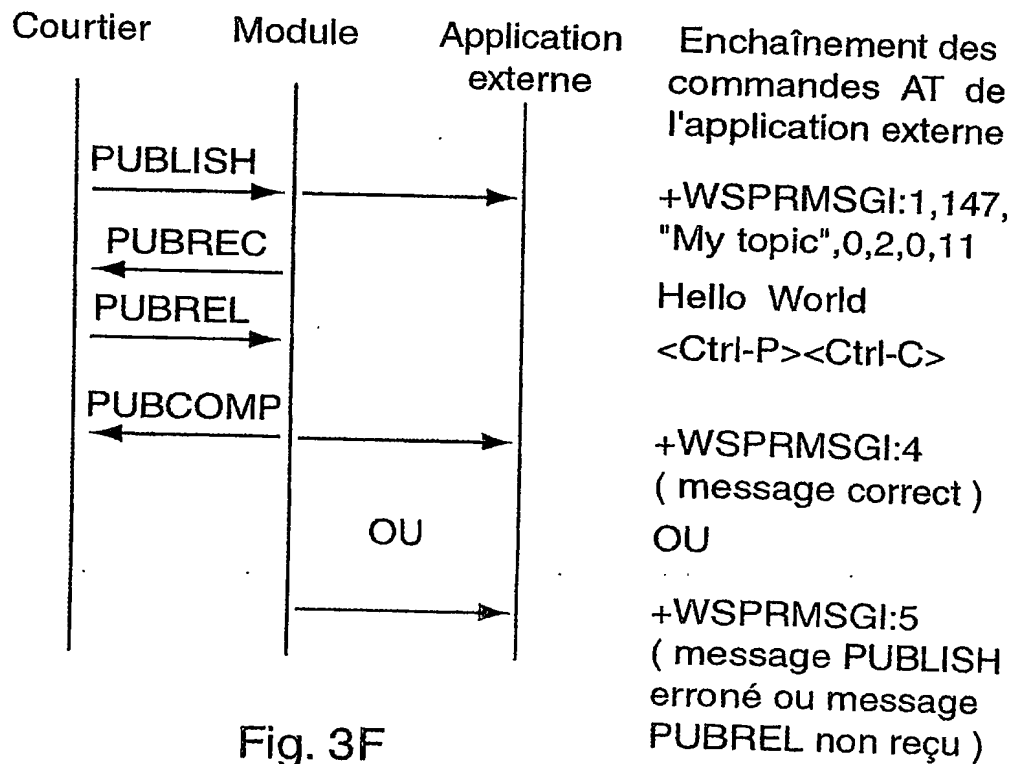 Courtier
Module
Application
externe
Enchaînement des
commandes AT de
l'application externe
PUBLISH
+WSPRMSGI:1,147,
"My topic",0,2,0,11
PUBREC
Hello World
PUBREL
<Ctrl-P><Ctrl-C>
PUBCOMP
+WSPRMSGI:4
( message correct )
OU
OU
+WSPRMSGI:5
( message PUBLISH
erroné ou message
PUBREL non reçu )
Fig. 3F